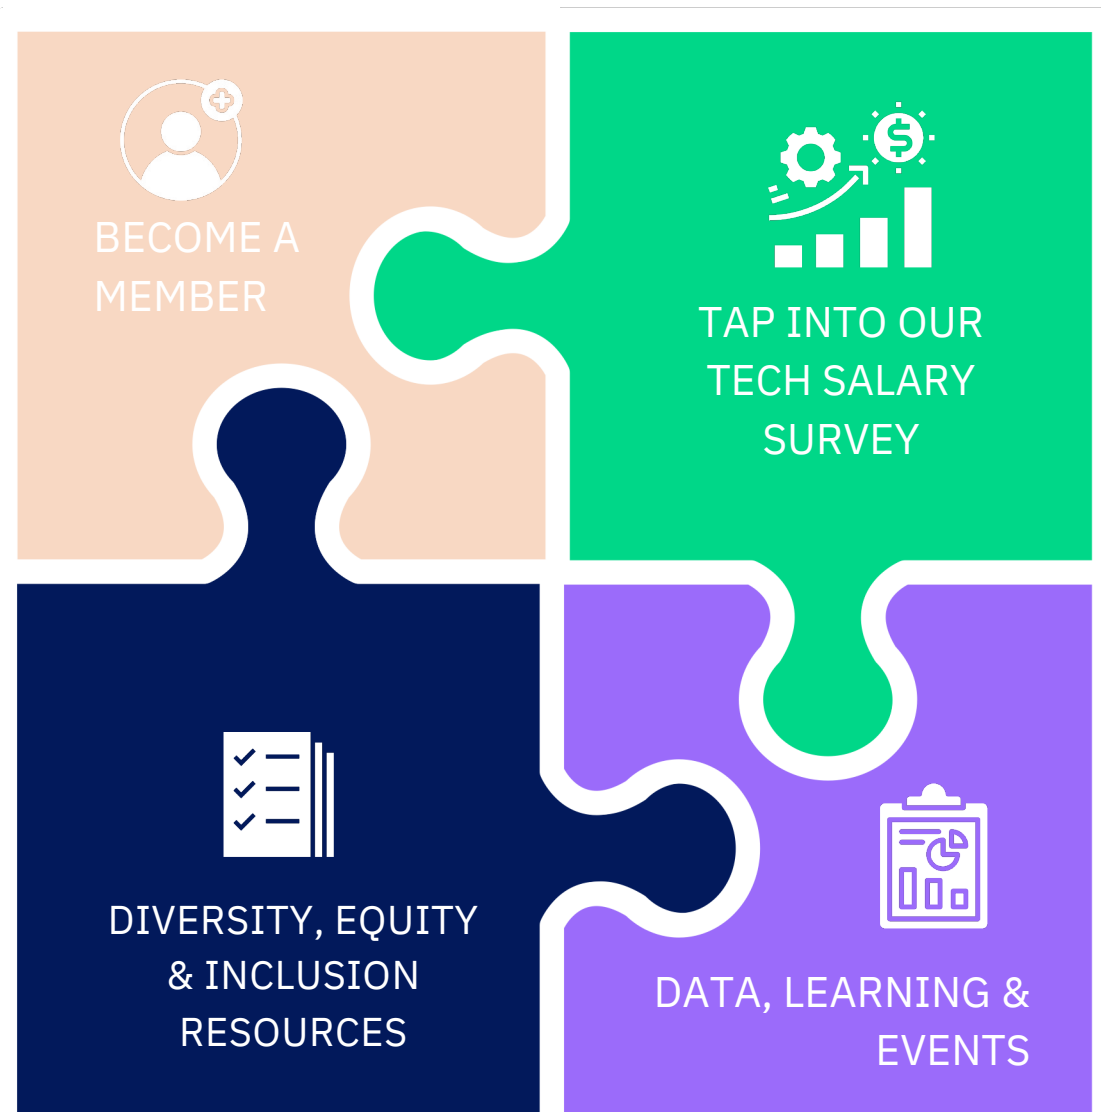 BECOME A
MEMBER
TAP INTO OUR
TECH SALARY
SURVEY
DIVERSITY, EQUITY
& INCLUSION
RESOURCES
DATA, LEARNING &
EVENTS